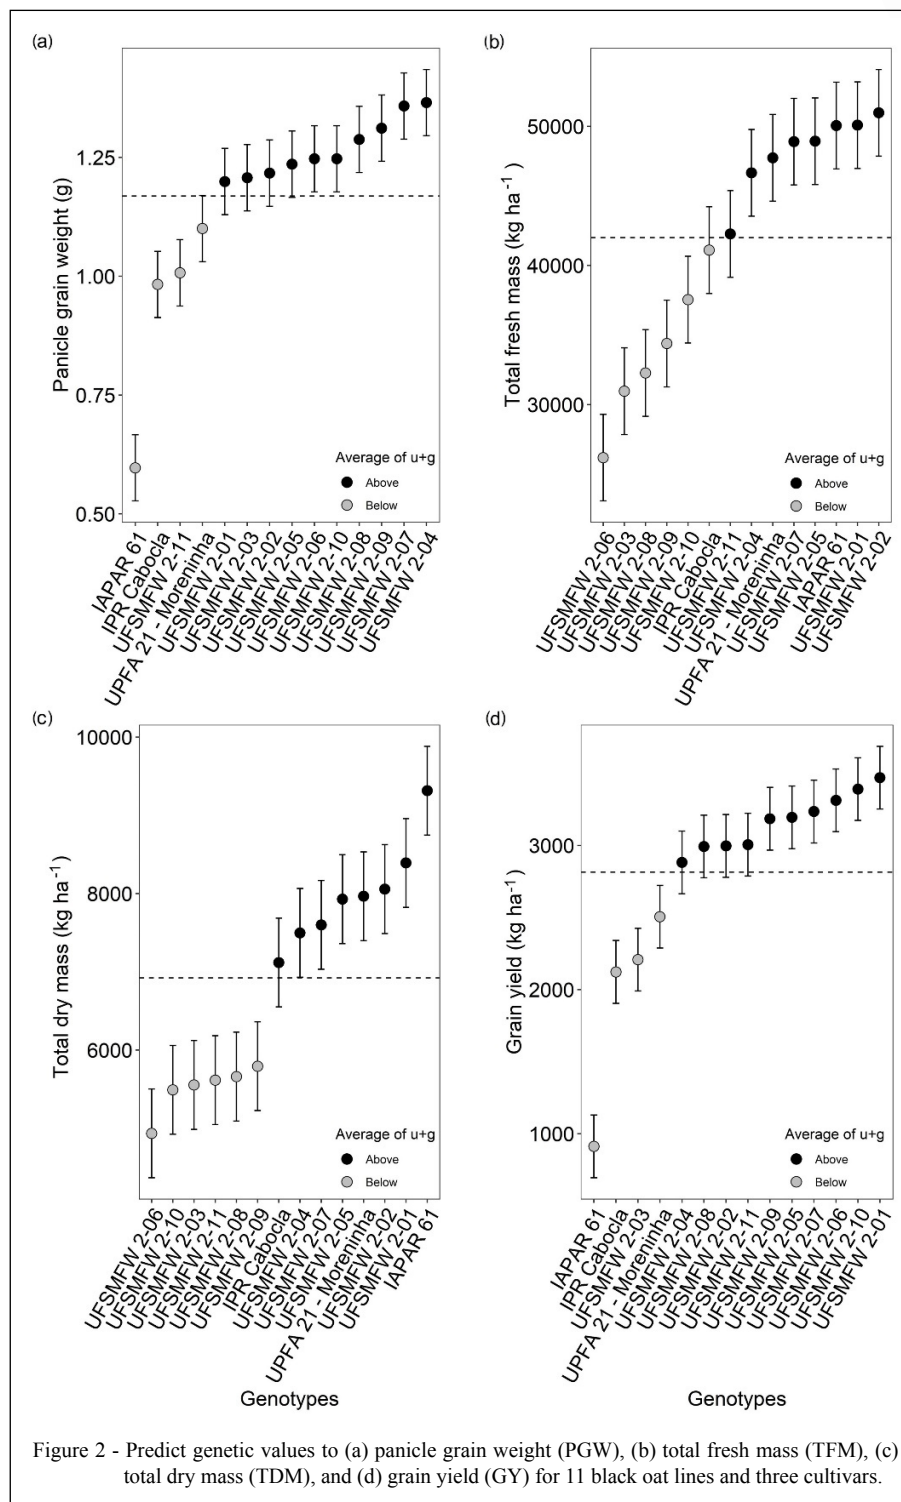 (a)
Panicle grain weight (g)
1.25
1.00
0.75
0.50
Average of u+g
Above
Below
IAPAR 61
IPR Cabocla
UFSMFW 2-11
UPFA 21 - Moreninha
UFSMFW 2-01
UFSMFW 2-03
UFSMFW 2-02
UFSMFW 2-05
UFSMFW 2-06
UFSMFW 2-10
UFSMFW 2-08
UFSMFW 2-09
UFSMFW 2-07
UFSMFW 2-04
(b)
Total fresh mass (kg ha⁻¹)
50000
40000
30000
Average of u+g
Above
Below
UFSMFW 2-06
UFSMFW 2-03
UFSMFW 2-08
UFSMFW 2-09
UFSMFW 2-10
IPR Cabocla
UFSMFW 2-11
UFSMFW 2-04
UPFA 21 - Moreninha
UFSMFW 2-07
UFSMFW 2-05
IAPAR 61
UFSMFW 2-01
UFSMFW 2-02
(c)
Total dry mass (kg ha⁻¹)
10000
8000
6000
Average of u+g
Above
Below
UFSMFW 2-06
UFSMFW 2-10
UFSMFW 2-03
UFSMFW 2-11
UFSMFW 2-08
UFSMFW 2-09
IPR Cabocla
UFSMFW 2-04
UFSMFW 2-07
UFSMFW 2-05
UPFA 21 - Moreninha
UFSMFW 2-02
UFSMFW 2-01
IAPAR 61
Genotypes
(d)
Grain yield (kg ha⁻¹)
3000
2000
1000
Average of u+g
Above
Below
IAPAR 61
IPR Cabocla
UFSMFW 2-03
UPFA 21 - Moreninha
UFSMFW 2-04
UFSMFW 2-08
UFSMFW 2-02
UFSMFW 2-11
UFSMFW 2-09
UFSMFW 2-05
UFSMFW 2-07
UFSMFW 2-06
UFSMFW 2-10
UFSMFW 2-01
Genotypes
Figure 2 - Predict genetic values to (a) panicle grain weight (PGW), (b) total fresh mass (TFM), (c)
total dry mass (TDM), and (d) grain yield (GY) for 11 black oat lines and three cultivars.